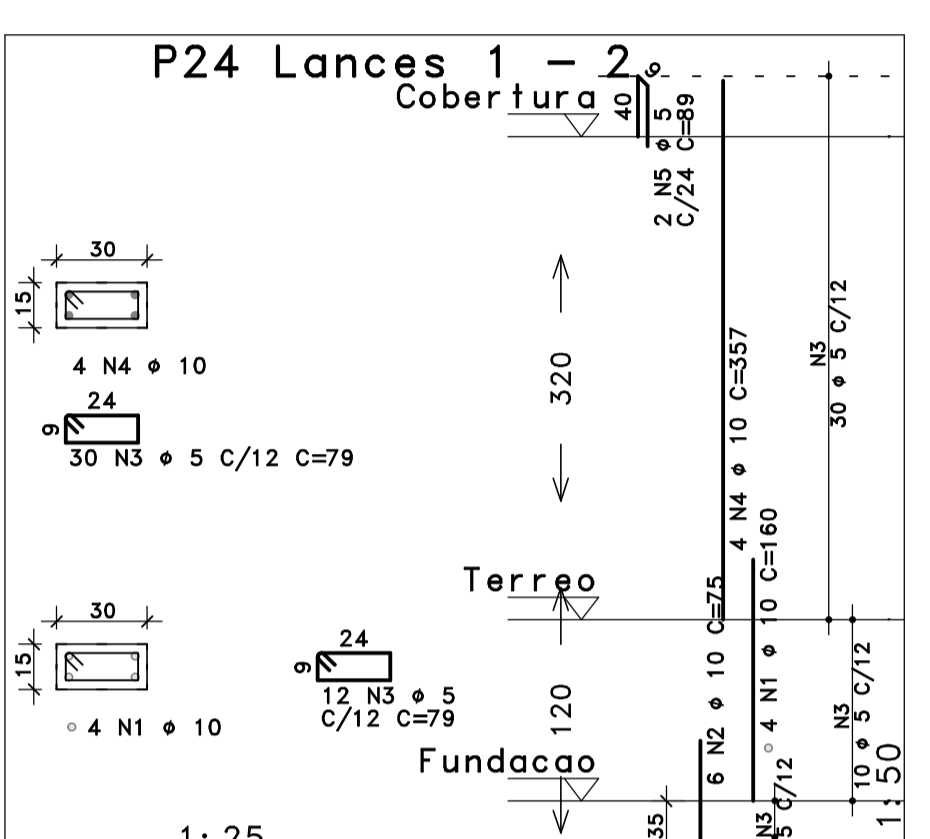 P24 Lances 1 - 2
Cobertura
40
9
2 N5 ø 5
C/24 C=89
30
15
4 N4 ø 10
24
9
30 N3 ø 5 C/12 C=79
320
4 N4 ø 10 C=357
N3
30 ø 5 C/12
Terreo
30
15
4 N1 ø 10
24
9
12 N3 ø 5
C/12 C=79
120
6 N2 ø 10 C=75
4 N1 ø 10 C=160
N3
10 ø 5 C/12
Fundacao
35
N3
5 C/12
1:50
1:25